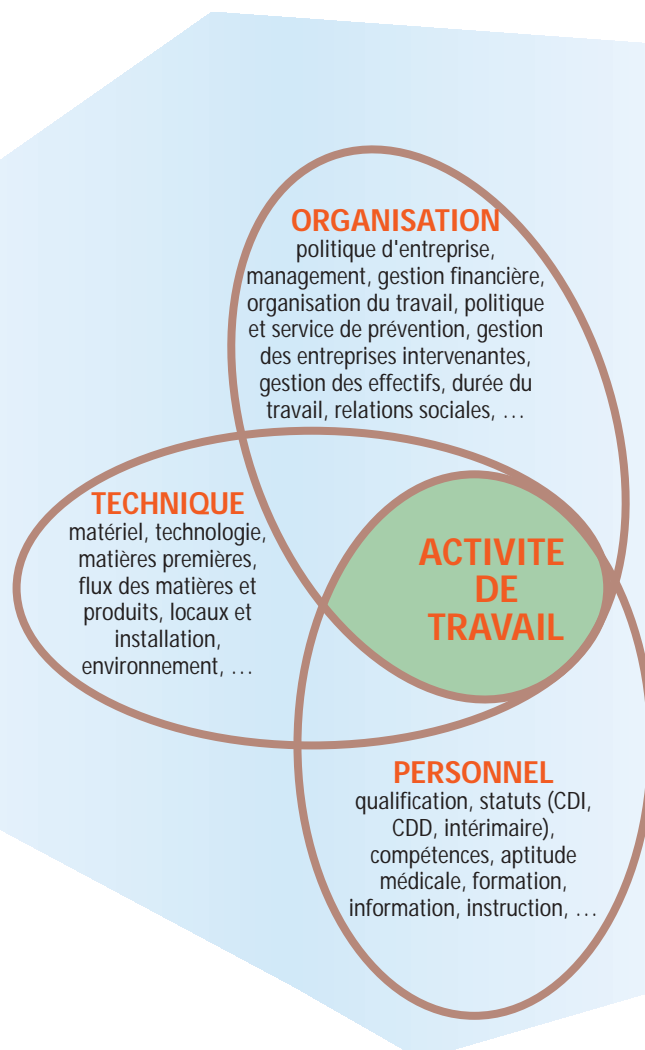 ORGANISATION
politique d'entreprise,
management, gestion financière,
organisation du travail, politique
et service de prévention, gestion
des entreprises intervenantes,
gestion des effectifs, durée du
travail, relations sociales, …
TECHNIQUE
matériel, technologie,
matières premières,
flux des matières et
produits, locaux et
installation,
environnement, …
ACTIVITE
DE
TRAVAIL
PERSONNEL
qualification, statuts (CDI,
CDD, intérimaire),
compétences, aptitude
médicale, formation,
information, instruction, …